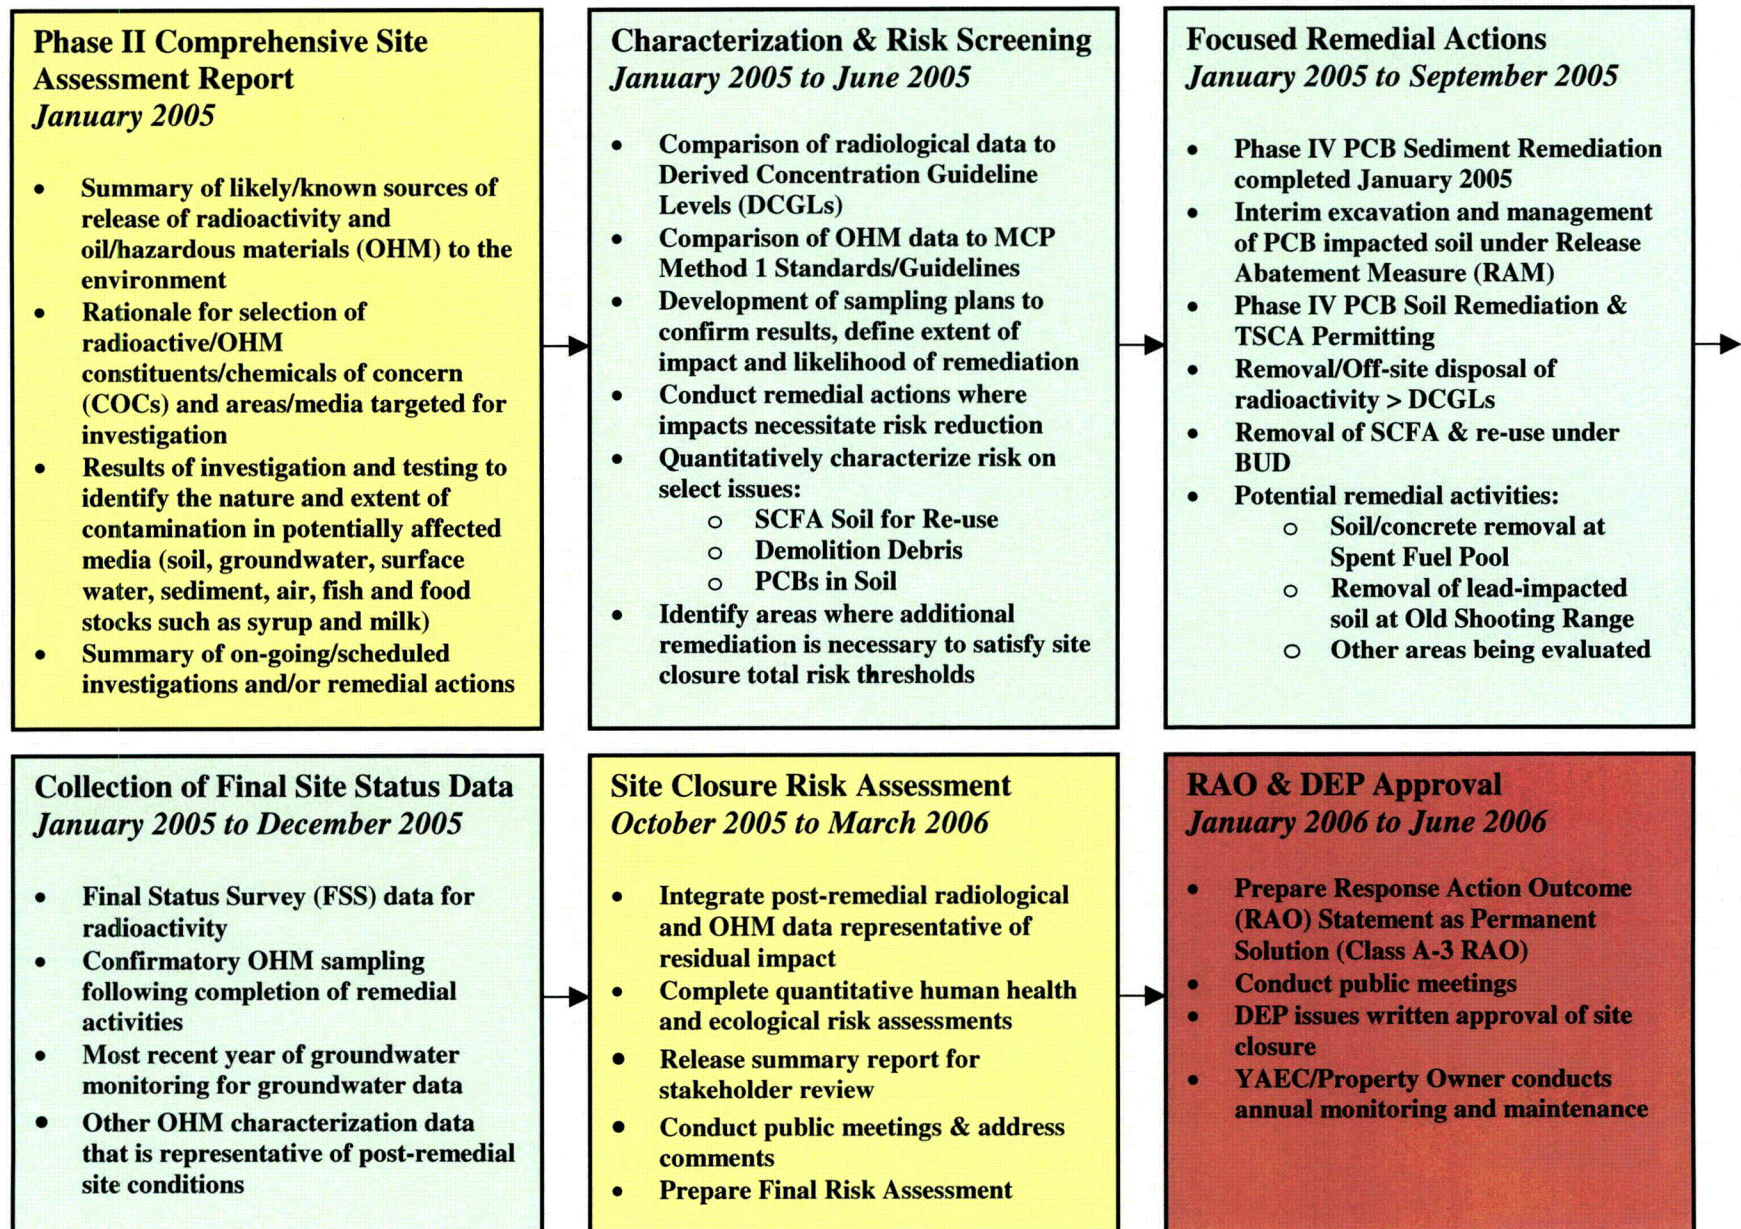 Phase II Comprehensive Site
Assessment Report
January 2005
• Summary of likely/known sources of
release of radioactivity and
oil/hazardous materials (OHM) to the
environment
• Rationale for selection of
radioactive/OHM
constituents/chemicals of concern
(COCs) and areas/media targeted for
investigation
• Results of investigation and testing to
identify the nature and extent of
contamination in potentially affected
media (soil, groundwater, surface
water, sediment, air, fish and food
stocks such as syrup and milk)
• Summary of on-going/scheduled
investigations and/or remedial actions
Characterization & Risk Screening
January 2005 to June 2005
• Comparison of radiological data to
Derived Concentration Guideline
Levels (DCGLs)
• Comparison of OHM data to MCP
Method 1 Standards/Guidelines
• Development of sampling plans to
confirm results, define extent of
impact and likelihood of remediation
• Conduct remedial actions where
impacts necessitate risk reduction
• Quantitatively characterize risk on
select issues:
o SCFA Soil for Re-use
o Demolition Debris
o PCBs in Soil
• Identify areas where additional
remediation is necessary to satisfy site
closure total risk thresholds
Focused Remedial Actions
January 2005 to September 2005
• Phase IV PCB Sediment Remediation
completed January 2005
• Interim excavation and management
of PCB impacted soil under Release
Abatement Measure (RAM)
• Phase IV PCB Soil Remediation &
TSCA Permitting
• Removal/Off-site disposal of
radioactivity > DCGLs
• Removal of SCFA & re-use under
BUD
• Potential remedial activities:
o Soil/concrete removal at
Spent Fuel Pool
o Removal of lead-impacted
soil at Old Shooting Range
o Other areas being evaluated
Collection of Final Site Status Data
January 2005 to December 2005
• Final Status Survey (FSS) data for
radioactivity
• Confirmatory OHM sampling
following completion of remedial
activities
• Most recent year of groundwater
monitoring for groundwater data
• Other OHM characterization data
that is representative of post-remedial
site conditions
Site Closure Risk Assessment
October 2005 to March 2006
• Integrate post-remedial radiological
and OHM data representative of
residual impact
• Complete quantitative human health
and ecological risk assessments
• Release summary report for
stakeholder review
• Conduct public meetings & address
comments
• Prepare Final Risk Assessment
RAO & DEP Approval
January 2006 to June 2006
• Prepare Response Action Outcome
(RAO) Statement as Permanent
Solution (Class A-3 RAO)
• Conduct public meetings
• DEP issues written approval of site
closure
• YAEC/Property Owner conducts
annual monitoring and maintenance